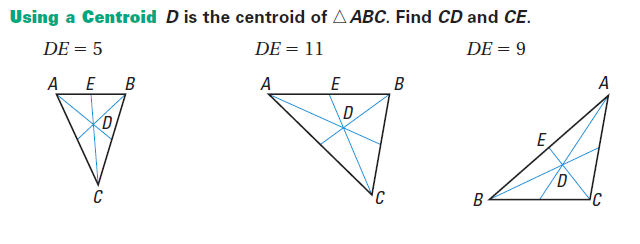 Using a Centroid D is the centroid of △ ABC. Find CD and CE.
DE = 5 DE = 11 DE = 9
A E B A E B A
D D E
D
C C B C